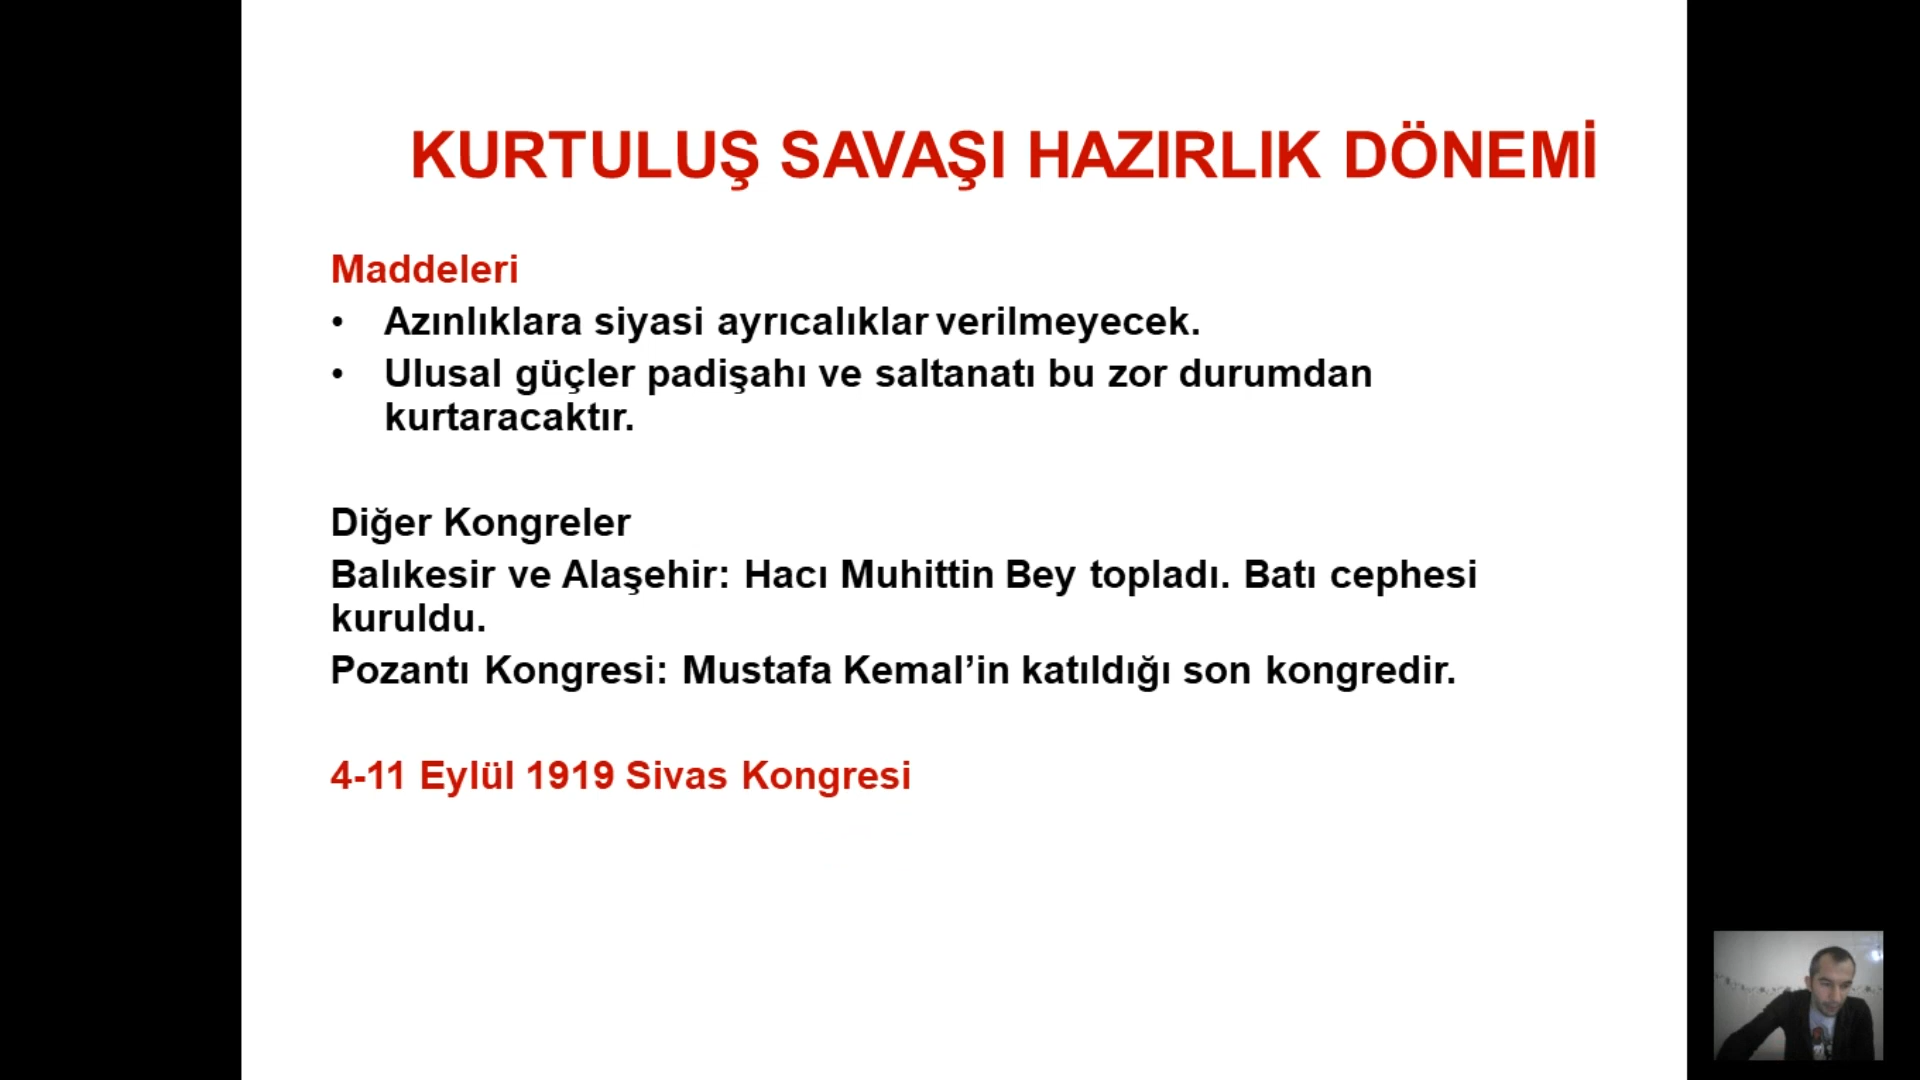 KURTULUŞ SAVAŞI HAZIRLIK DÖNEMİ
Maddeleri
• Azınlıklara siyasi ayrıcalıklar verilmeyecek.
• Ulusal güçler padişahı ve saltanatı bu zor durumdan
kurtaracaktır.
Diğer Kongreler
Balıkesir ve Alaşehir: Hacı Muhittin Bey topladı. Batı cephesi
kuruldu.
Pozantı Kongresi: Mustafa Kemal’in katıldığı son kongredir.
4-11 Eylül 1919 Sivas Kongresi